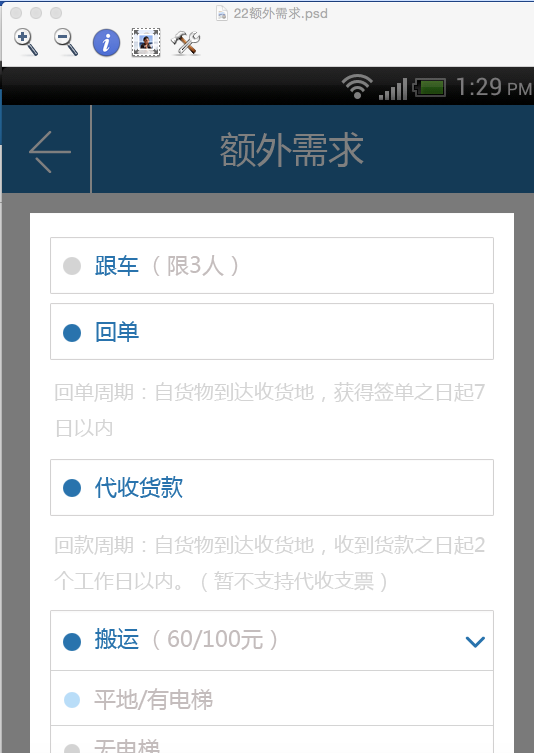 22额外需求.psd
1:29 PM
额外需求
跟车（限3人）
回单
回单周期：自货物到达收货地，获得签单之日起7
日以内
代收货款
回款周期：自货物到达收货地，收到货款之日起2
个工作日以内。（暂不支持代收支票）
搬运（60/100元）
平地/有电梯
无电梯